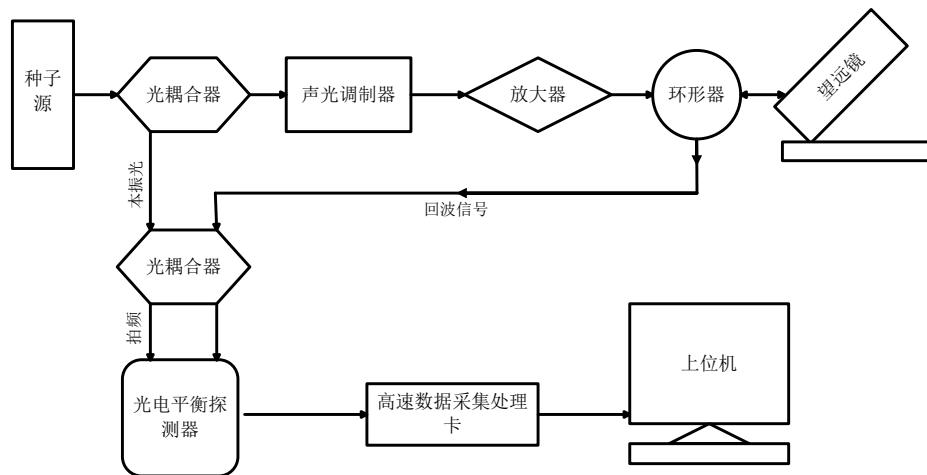 种子
源
光耦合器
声光调制器
放大器
环形器
望远镜
本振光
回波信号
光耦合器
拍频
光电平衡探
测器
高速数据采集处理
卡
上位机